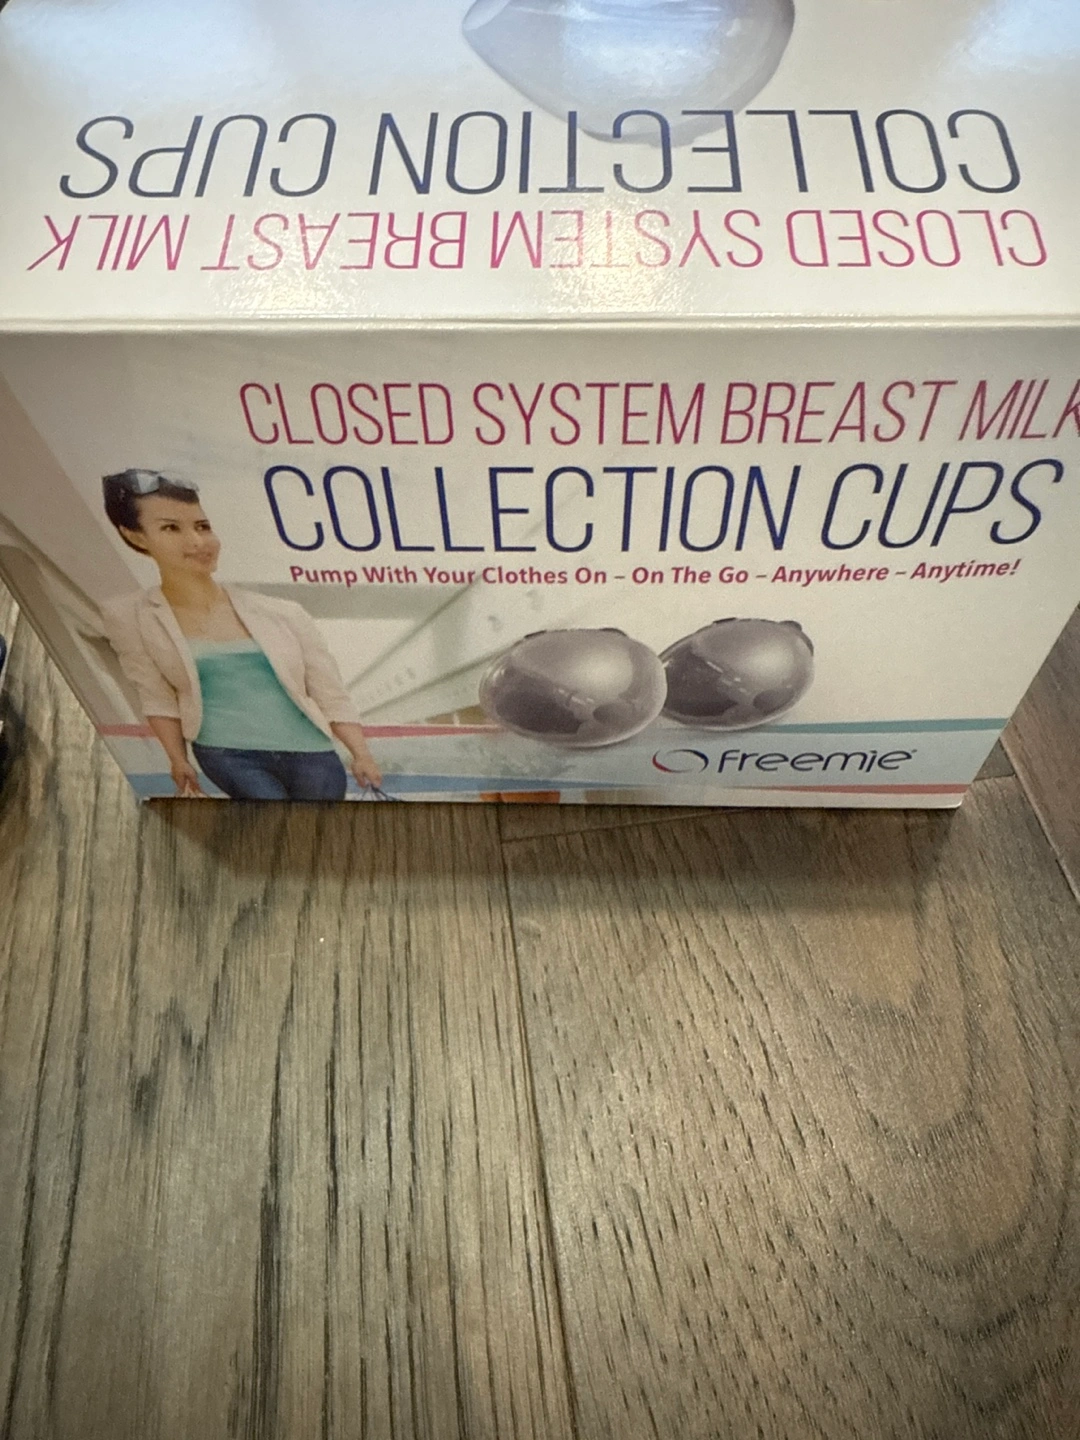 COLLECTION CUPS
CLOSED SYSTEM BREAST MILK
CLOSED SYSTEM BREAST MILK
COLLECTION CUPS
Pump With Your Clothes On – On The Go – Anywhere – Anytime!
Freemie